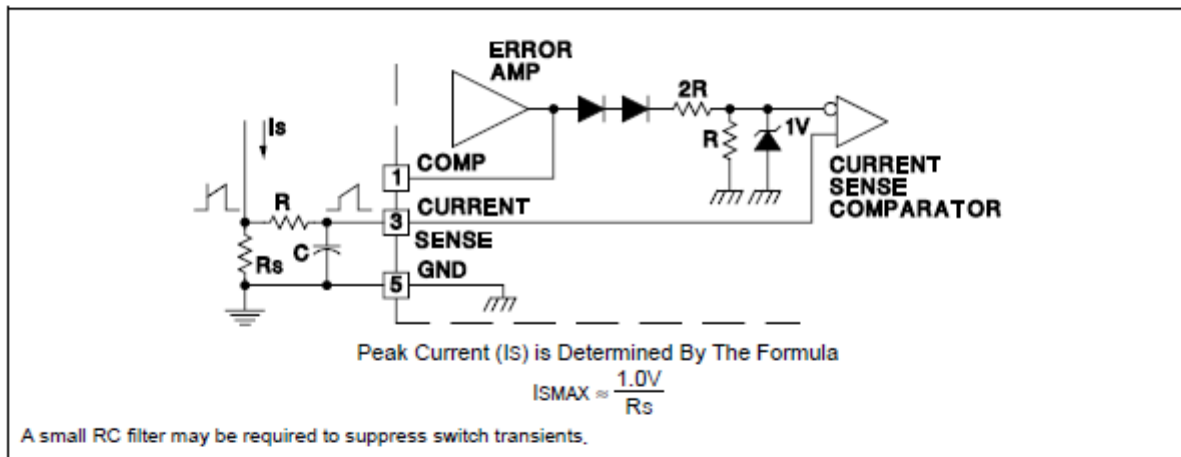 ERROR
AMP
2R
Is
R
1V
1
COMP
CURRENT
SENSE
COMPARATOR
R
3
CURRENT
SENSE
C
Rs
5
GND
Peak Current (IS) is Determined By The Formula
ISMAX ≈ 1.0V
RS
A small RC filter may be required to suppress switch transients.